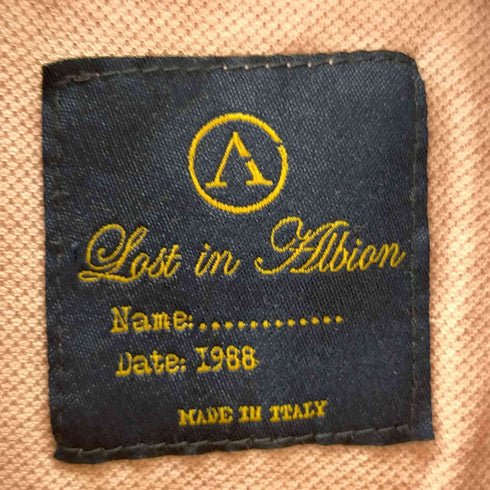 Lost in Albion
Name:............
Date: 1988
MADE IN ITALY